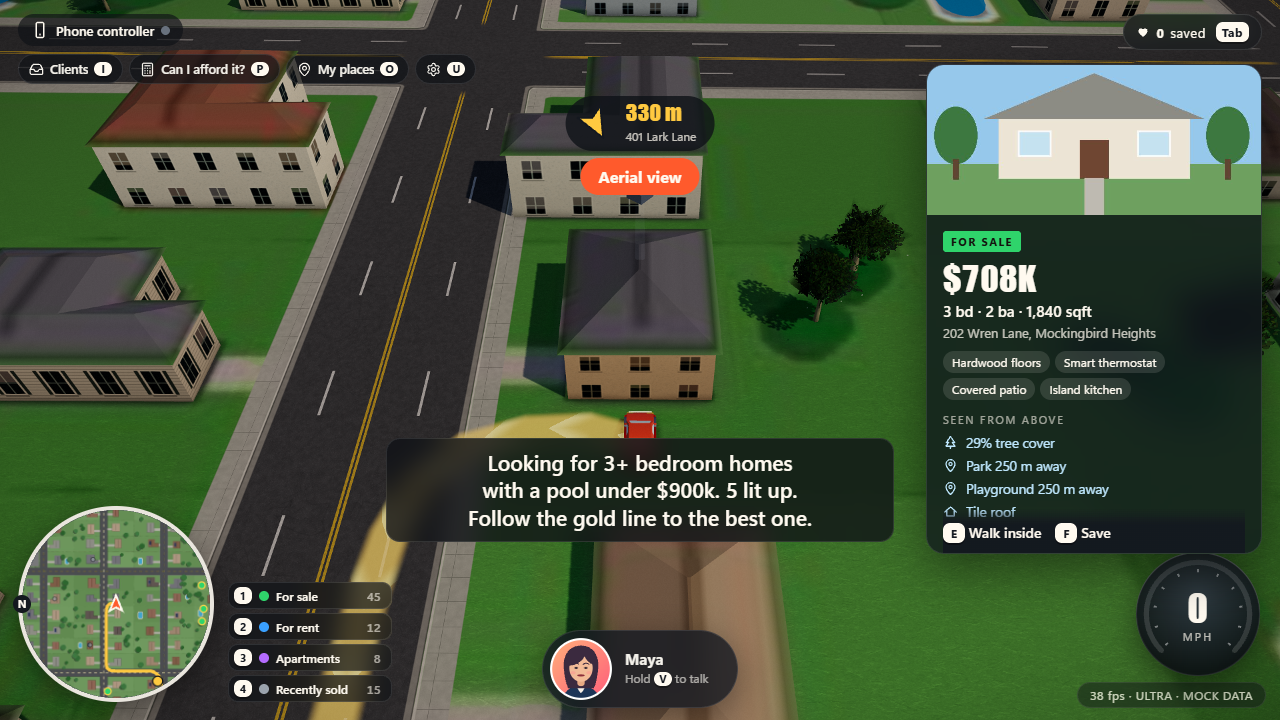 Phone controller
0 saved Tab
Clients I
Can I afford it? P
My places O
U
330 m
401 Lark Lane
Aerial view
FOR SALE
$708K
3 bd · 2 ba · 1,840 sqft
202 Wren Lane, Mockingbird Heights
Hardwood floors
Smart thermostat
Covered patio
Island kitchen
SEEN FROM ABOVE
29% tree cover
Park 250 m away
Playground 250 m away
Tile roof
E Walk inside
F Save
Looking for 3+ bedroom homes
with a pool under $900k. 5 lit up.
Follow the gold line to the best one.
N
1 For sale 45
2 For rent 12
3 Apartments 8
4 Recently sold 15
Maya
Hold V to talk
0
MPH
38 fps · ULTRA · MOCK DATA